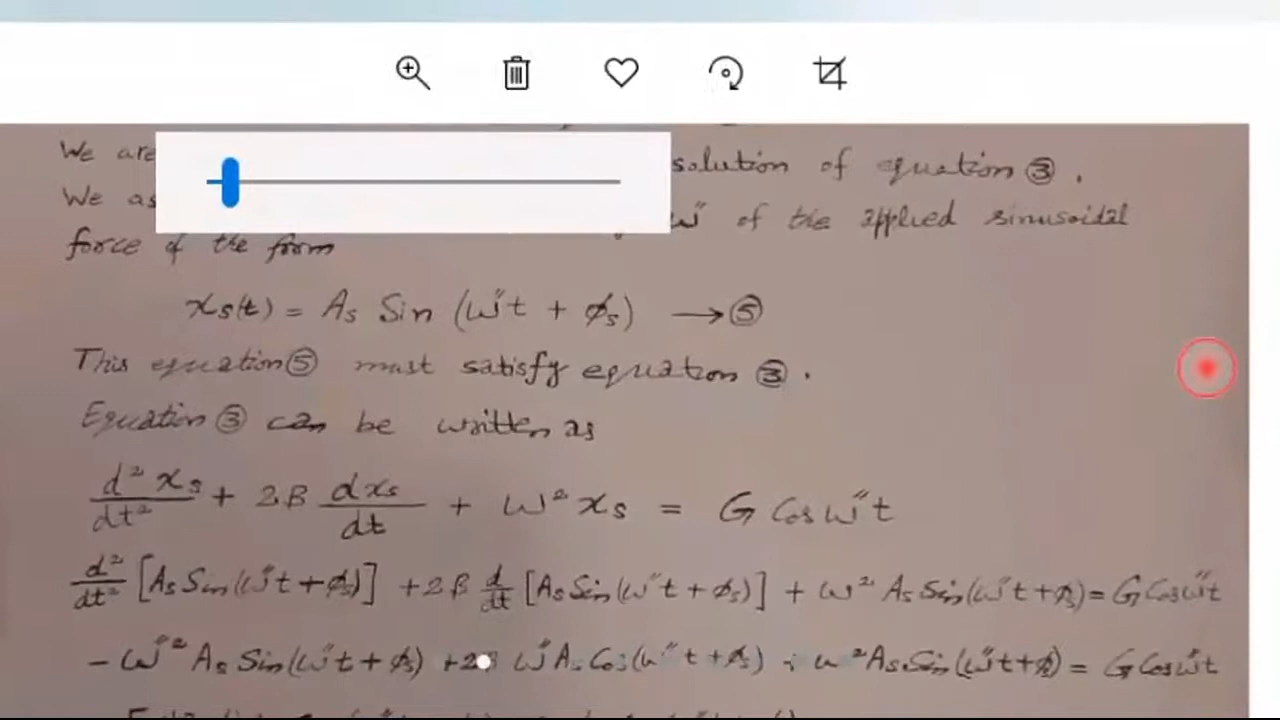 We are solution of equation ③.
We as ω" of the applied sinusoidal
force of the form
xs(t) = As Sin (ω"t + ϕs) → ⑤
This equation ⑤ must satisfy equation ③.
Equation ③ can be written as
d²xs/dt² + 2β dxs/dt + ω²xs = G Cos ω"t
d²/dt² [As Sin(ω"t + ϕs)] + 2β d/dt [As Sin(ω"t + ϕs)] + ω² As Sin(ω"t + ϕs) = G Cos ω"t
- ω"² As Sin(ω"t + ϕs) + 2 ω" As Cos(ω"t + ϕs) + ω² As Sin(ω"t + ϕ) = G Cos ω"t